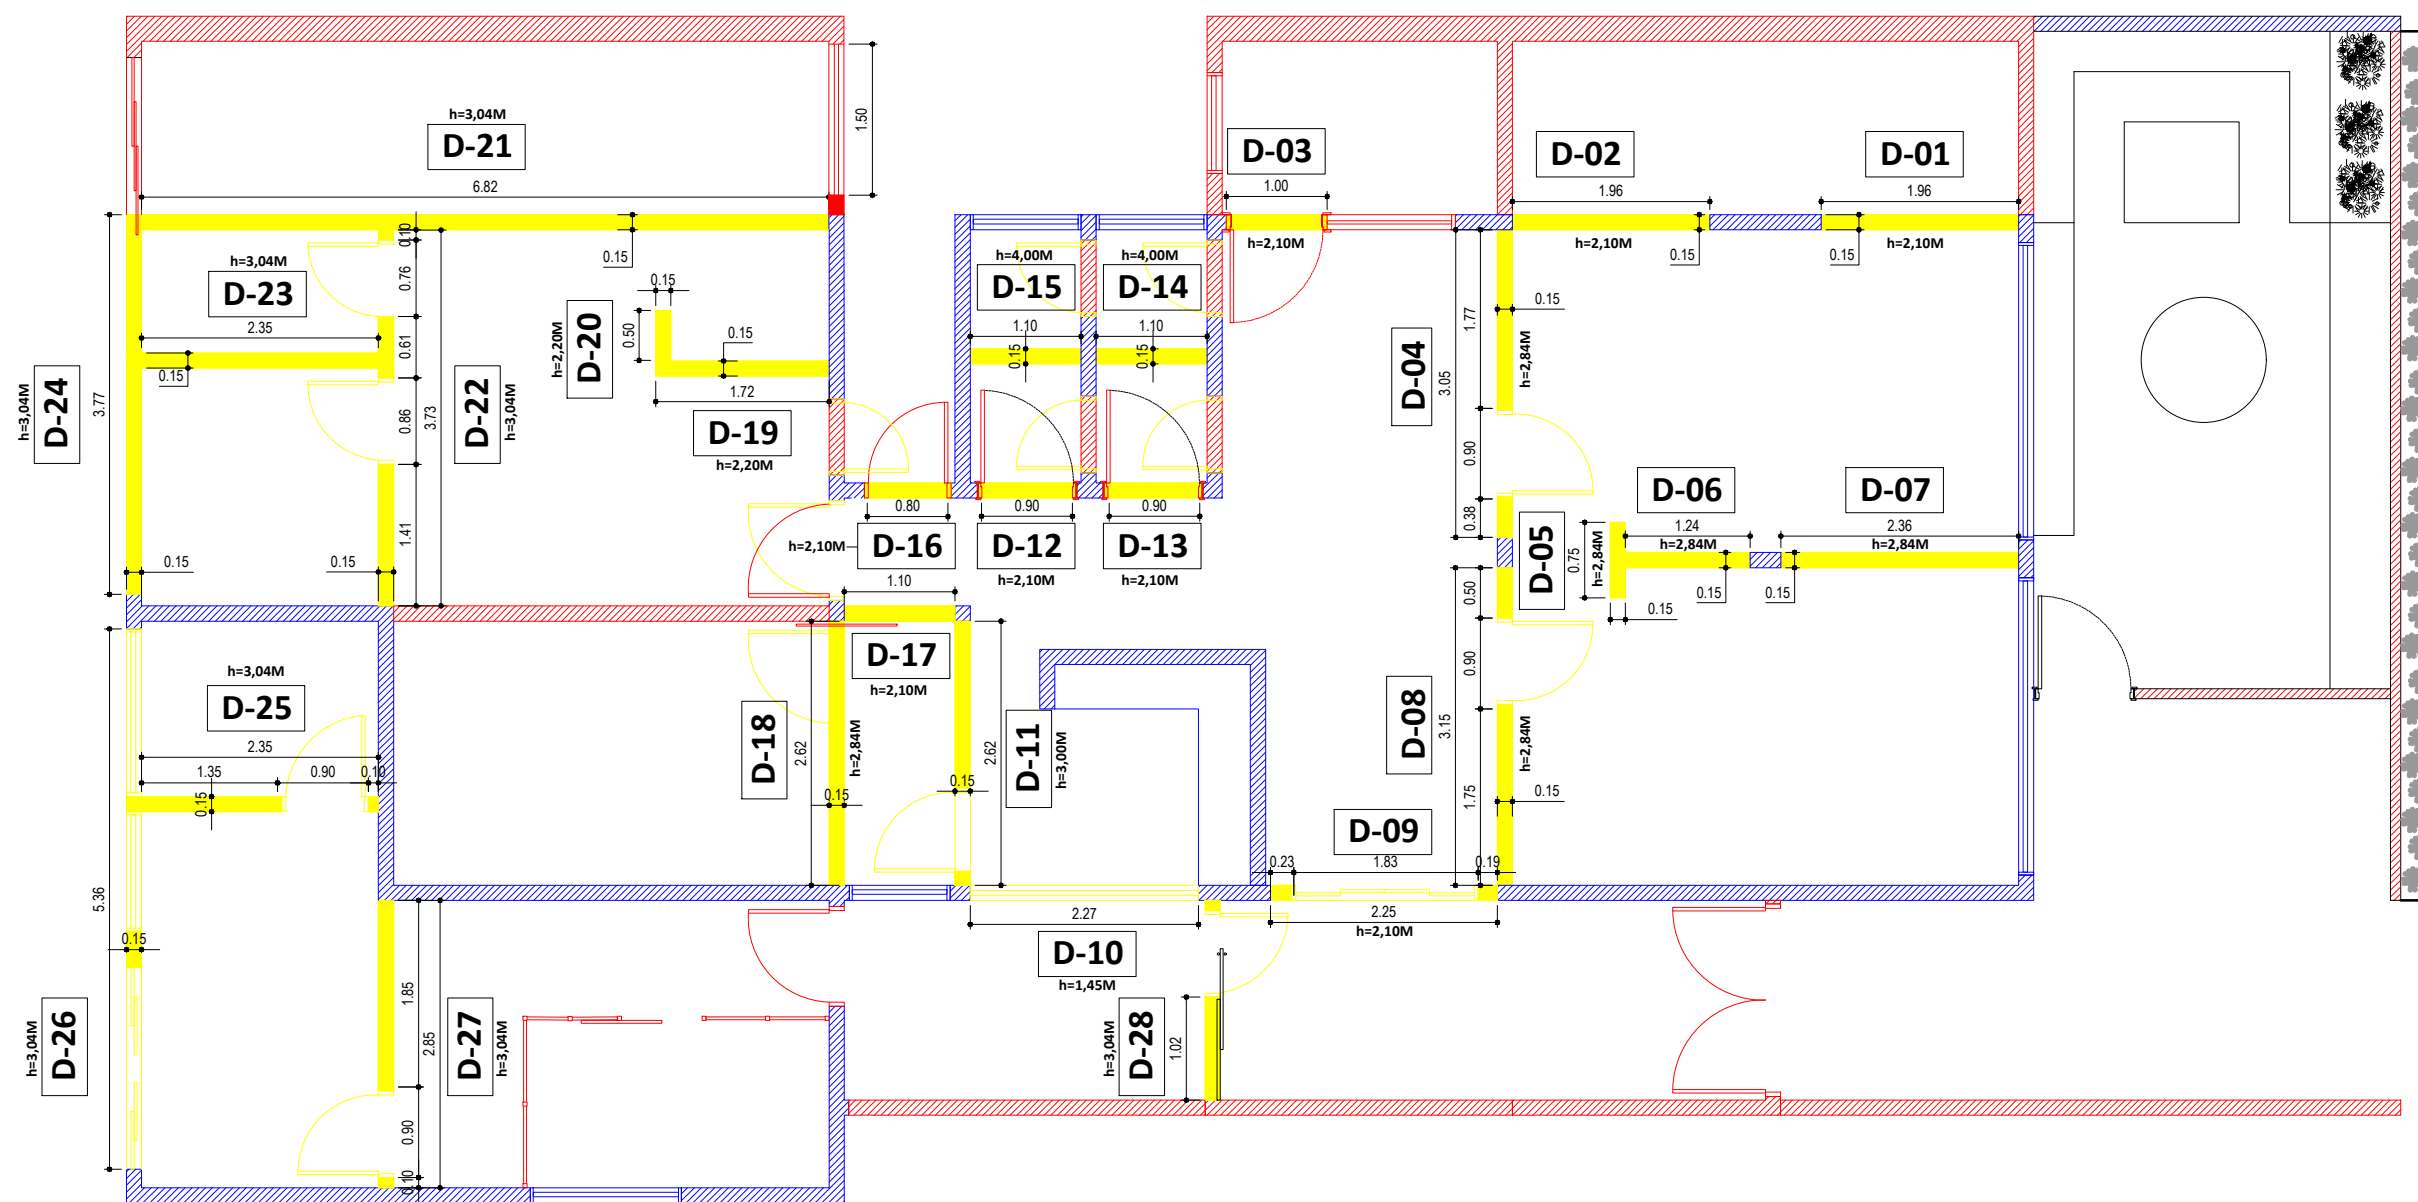 h=3,04M
D-21
6.82
1.50
D-03
1.00
h=2,10M
D-02
1.96
h=2,10M
0.15
D-01
1.96
h=2,10M
0.15
0.10
0.76
0.61
0.86
1.41
3.73
h=3,04M
D-23
2.35
0.15
h=3,04M
D-24
3.77
0.15
0.15
D-22
h=3,04M
0.15
0.15
0.50
h=2,20M
D-20
0.15
1.72
D-19
h=2,20M
h=4,00M
D-15
1.10
0.15
h=4,00M
D-14
1.10
0.15
D-04
3.05
1.77
0.15
h=2,84M
0.90
0.38
0.80
0.90
0.90
h=2,10M
D-16
D-12
h=2,10M
D-13
h=2,10M
D-05
0.75
h=2,84M
0.15
D-06
1.24
h=2,84M
0.15
D-07
2.36
h=2,84M
0.15
1.10
D-17
h=2,10M
D-18
2.62
h=2,84M
0.15
2.62
0.15
D-11
h=3,00M
0.50
0.90
D-08
3.15
h=2,84M
1.75
0.15
h=3,04M
D-25
2.35
1.35
0.90
0.10
0.15
D-09
0.23
1.83
0.19
2.25
h=2,10M
2.27
D-10
h=1,45M
5.36
0.15
h=3,04M
D-26
1.85
2.85
0.90
0.10
D-27
h=3,04M
h=3,04M
D-28
1.02